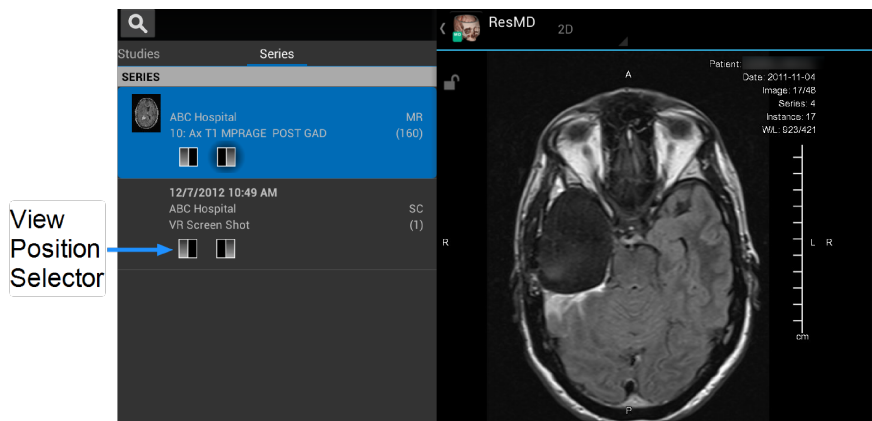 View
Position
Selector
Studies
Series
SERIES
ABC Hospital
MR
10: Ax T1 MPRAGE POST GAD
(160)
12/7/2012 10:49 AM
ABC Hospital
SC
VR Screen Shot
(1)
ResMD
2D
Patient:
Date: 2011-11-04
Image: 17/48
Series: 4
Instance: 17
W/L: 923/421
A
R
L
R
cm
P